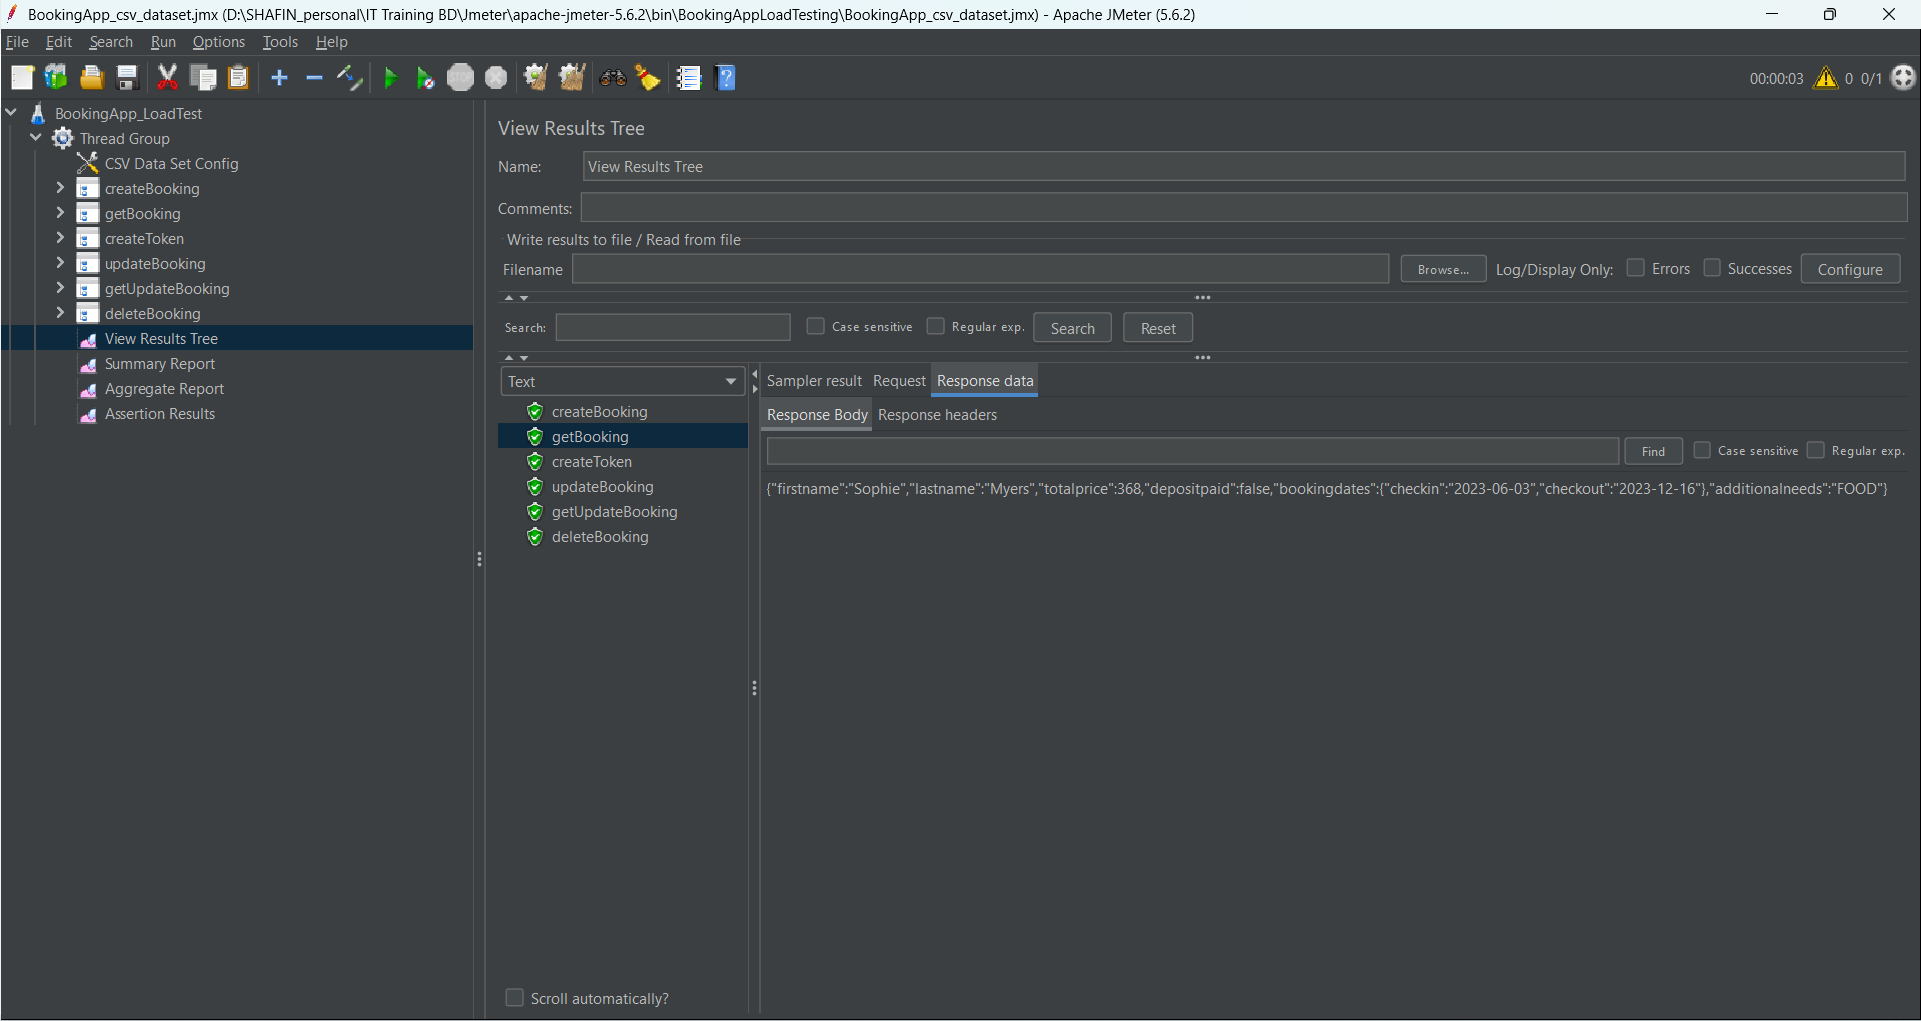 BookingApp_csv_dataset.jmx (D:\SHAFIN_personal\IT Training BD\Jmeter\apache-jmeter-5.6.2\bin\BookingAppLoadTesting\BookingApp_csv_dataset.jmx) - Apache JMeter (5.6.2)
File Edit Search Run Options Tools Help
STOP ? 00:00:03 0 0/1
BookingApp_LoadTest
Thread Group
CSV Data Set Config
createBooking
getBooking
createToken
updateBooking
getUpdateBooking
deleteBooking
View Results Tree
Summary Report
Aggregate Report
Assertion Results
View Results Tree
Name: View Results Tree
Comments:
Write results to file / Read from file
Filename Browse... Log/Display Only: Errors Successes Configure
Search: Case sensitive Regular exp. Search Reset
Text
createBooking
getBooking
createToken
updateBooking
getUpdateBooking
deleteBooking
Scroll automatically?
Sampler result Request Response data
Response Body Response headers
Find Case sensitive Regular exp.
{"firstname":"Sophie","lastname":"Myers","totalprice":368,"depositpaid":false,"bookingdates":{"checkin":"2023-06-03","checkout":"2023-12-16"},"additionalneeds":"FOOD"}